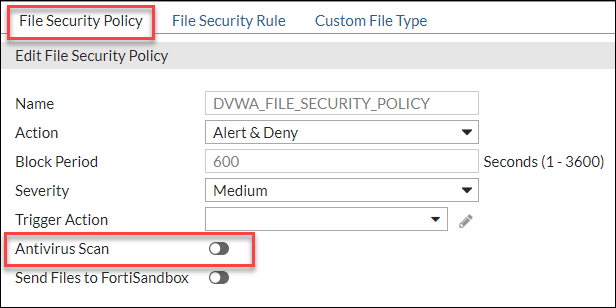 File Security Policy File Security Rule Custom File Type
Edit File Security Policy
Name DVWA_FILE_SECURITY_POLICY
Action Alert & Deny
Block Period 600 Seconds (1 - 3600)
Severity Medium
Trigger Action
Antivirus Scan
Send Files to FortiSandbox